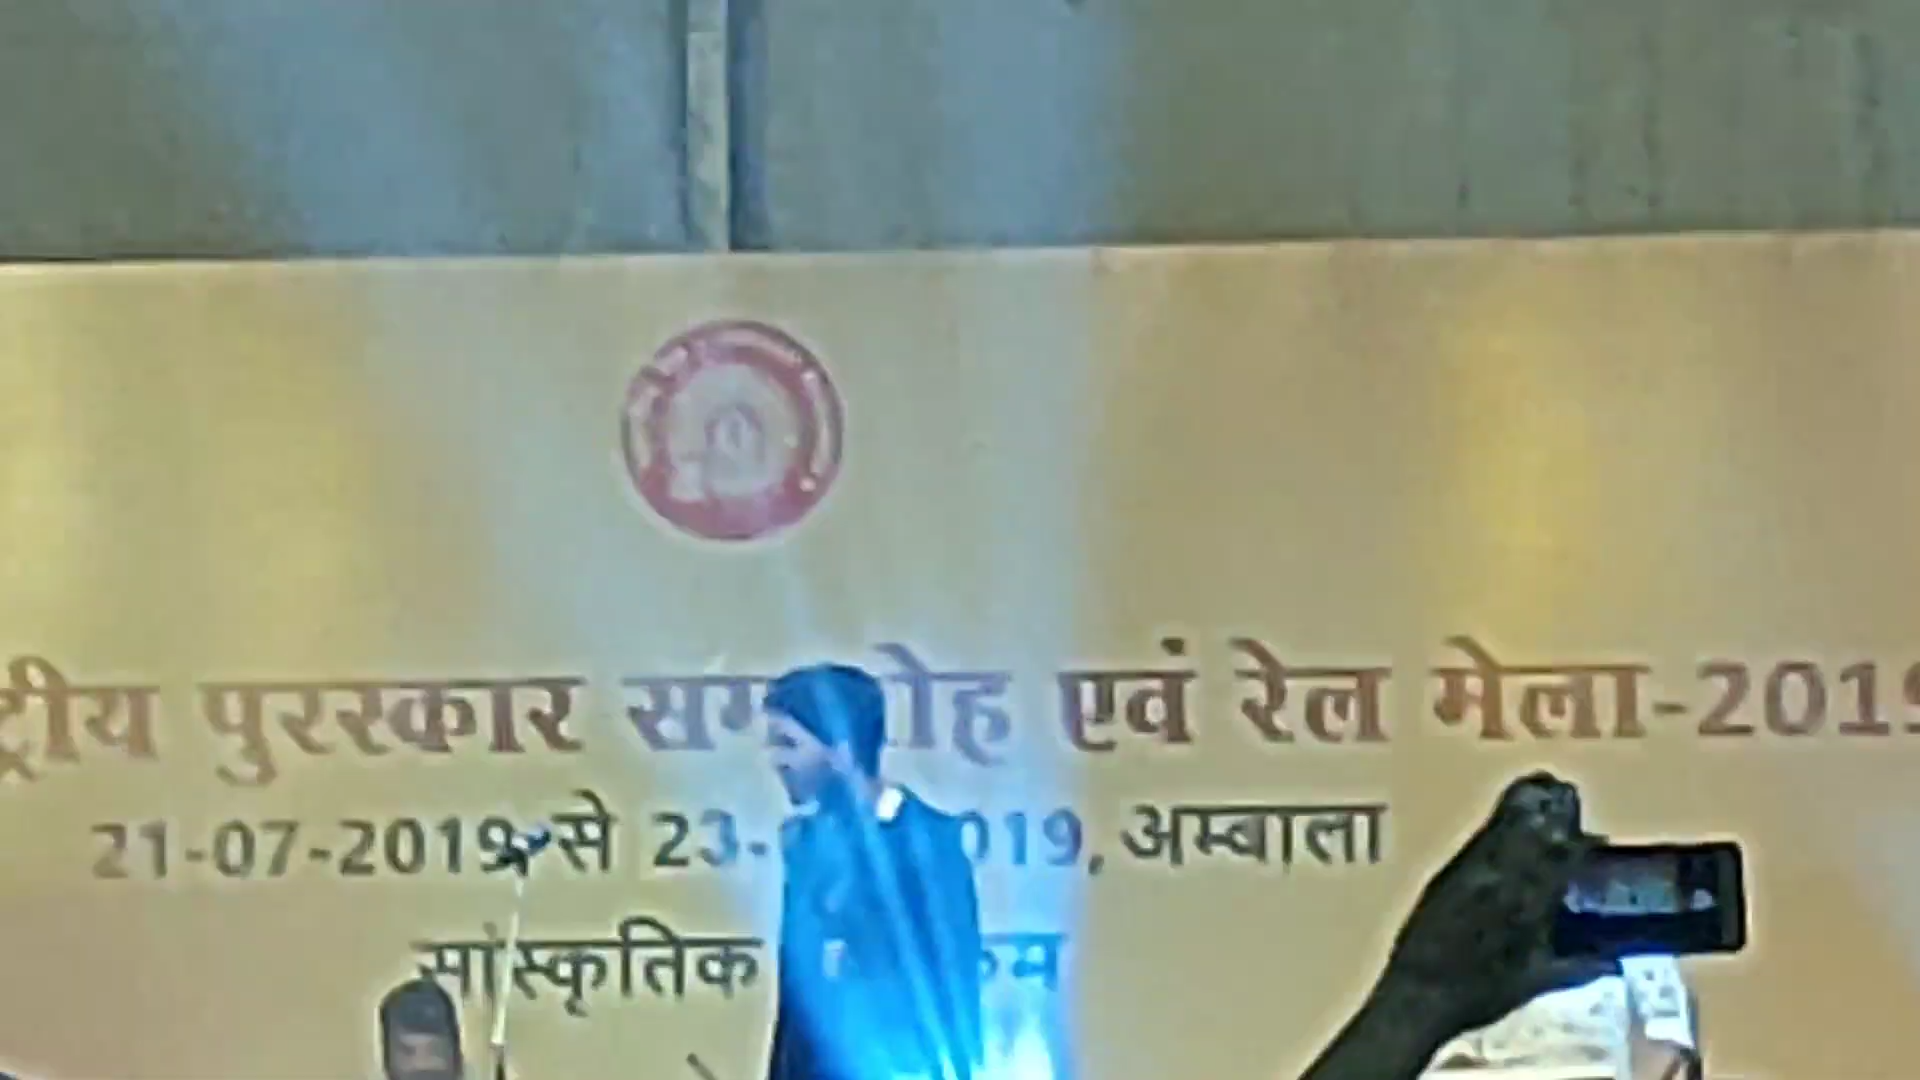 पुरस्कार एवं रेल मेला-2019
21-07-2019 से 23- 019, अम्बाला
सांस्कृतिक